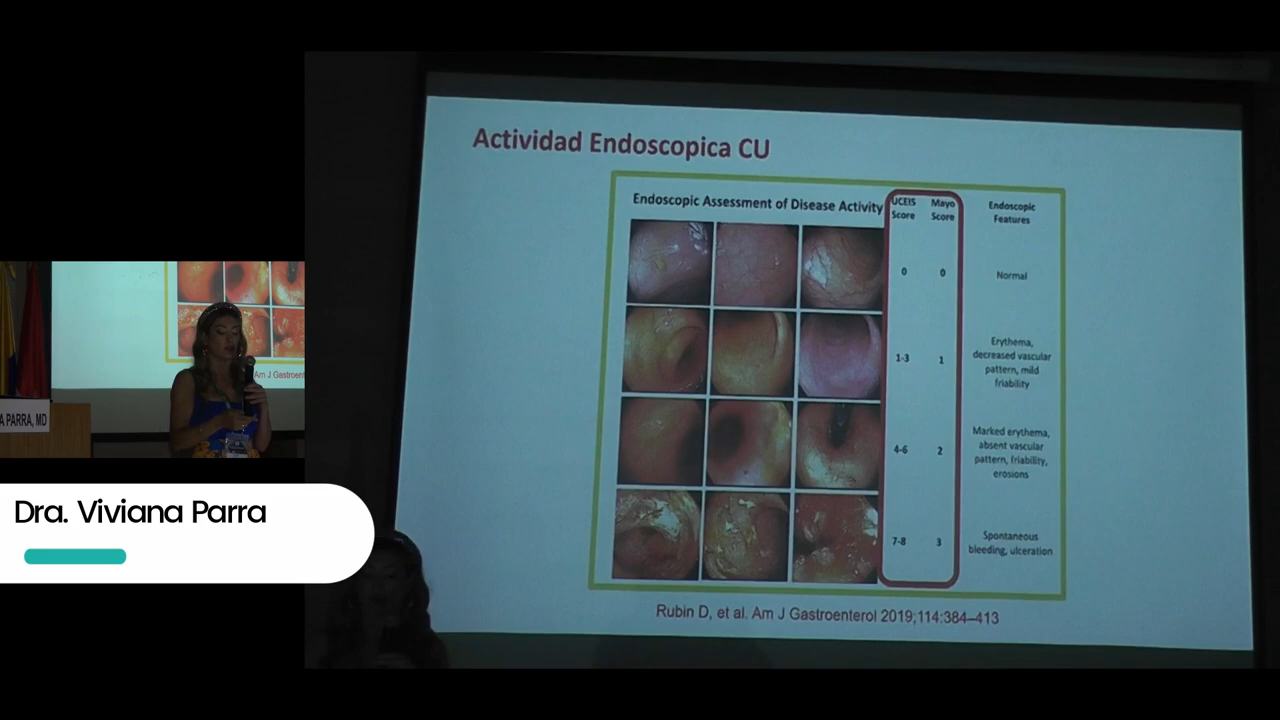 Actividad Endoscopica CU
Endoscopic Assessment of Disease Activity
UCEIS
Score
Mayo
Score
Endoscopic
Features
0
0
Normal
1-3
1
Erythema,
decreased vascular
pattern, mild
friability
4-6
2
Marked erythema,
absent vascular
pattern, friability,
erosions
7-8
3
Spontaneous
bleeding, ulceration
Rubin D, et al. Am J Gastroenterol 2019;114:384–413
Am J Gastroent
A PARRA, MD
Dra. Viviana Parra